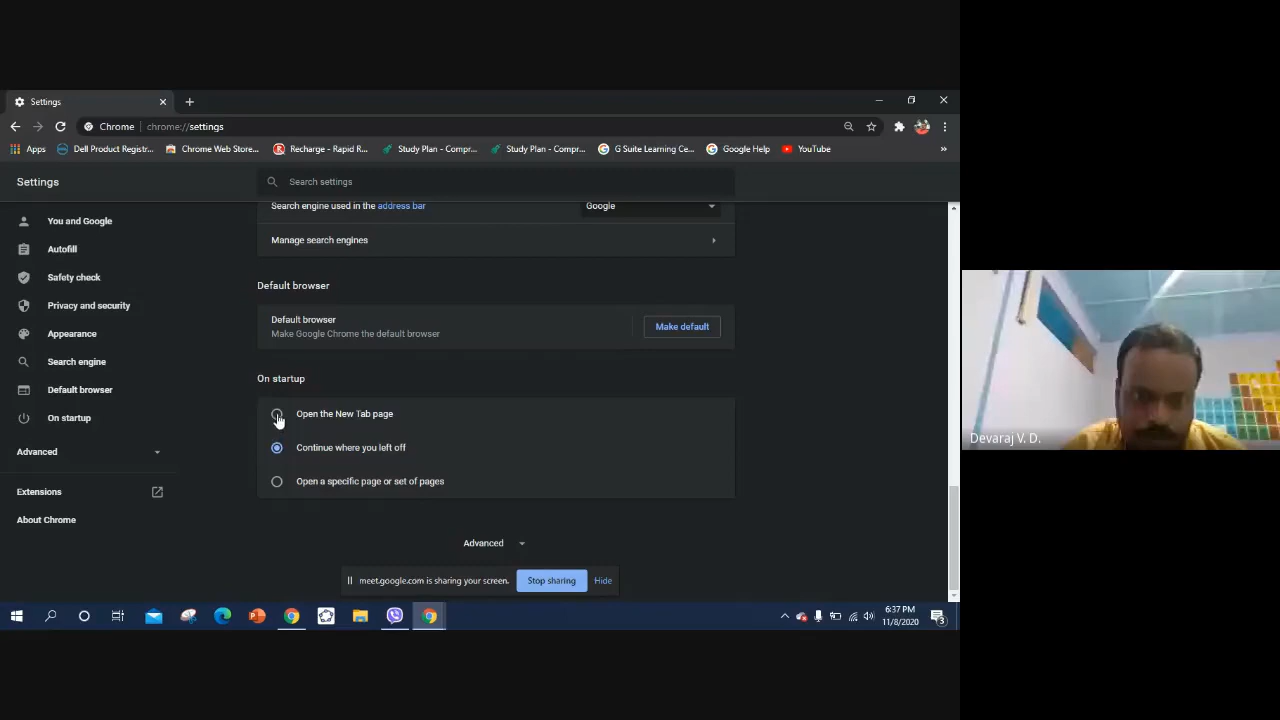 Settings
Chrome chrome://settings
Apps Dell Product Registr... Chrome Web Store... Recharge - Rapid R... Study Plan - Compr... Study Plan - Compr... G Suite Learning Ce... Google Help YouTube »
Settings
Search settings
Search engine used in the address bar Google
Manage search engines
You and Google
Autofill
Safety check
Privacy and security
Appearance
Search engine
Default browser
On startup
Advanced
Extensions
About Chrome
Default browser
Default browser
Make Google Chrome the default browser
Make default
On startup
Open the New Tab page
Continue where you left off
Open a specific page or set of pages
Advanced
meet.google.com is sharing your screen. Stop sharing Hide
6:37 PM
11/8/2020
3
Devaraj V. D.